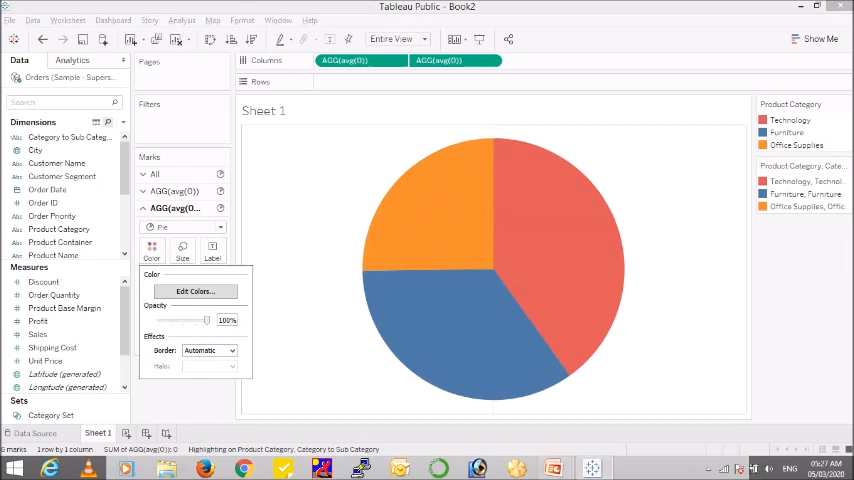 Tableau Public - Book2
File Data Worksheet Dashboard Story Analysis Map Format Window Help
Entire View
Show Me
Data Analytics
Pages
Columns AGG(avg(0)) AGG(avg(0))
Orders (Sample - Supers...
Rows
Search
Filters
Sheet 1
Product Category
Technology
Furniture
Office Supplies
Product Category, Cate...
Technology, Technol...
Furniture, Furniture
Office Supplies, Offic
Dimensions
Abc Category to Sub Categ...
City
Abc Customer Name
Abc Customer Segment
Order Date
Order ID
Abc Order Priority
Abc Product Category
Abc Product Container
Abc Product Name
Marks
All
AGG(avg(0))
AGG(avg(0...
Pie
Color Size Label
Color
Edit Colors...
Opacity
100%
Effects
Border: Automatic
Halo:
Measures
Discount
Order Quantity
Product Base Margin
Profit
Sales
Shipping Cost
Unit Price
Latitude (generated)
Longitude (generated)
Sets
Category Set
Data Source Sheet 1
6 marks 1 row by 1 column SUM of AGG(avg(0)): 0 Highlighting on Product Category, Category to Sub Category
ENG
05:27 AM
05/03/2020